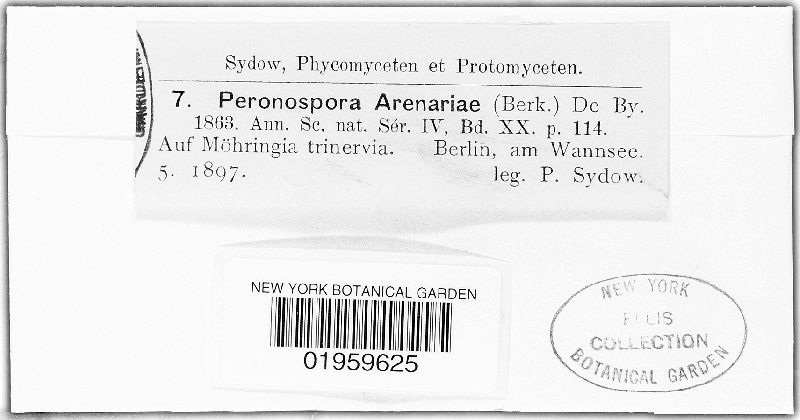 Sydow, Phycomyceten et Protomyceten.
7. Peronospora Arenariae (Berk.) De By.
1863. Ann. Sc. nat. Sér. IV, Bd. XX. p. 114.
Auf Möhringia trinervia. Berlin, am Wannsee.
5. 1897. leg. P. Sydow.
NEW YORK BOTANICAL GARDEN
01959625
NEW YORK
ELLIS
COLLECTION
BOTANICAL GARDEN